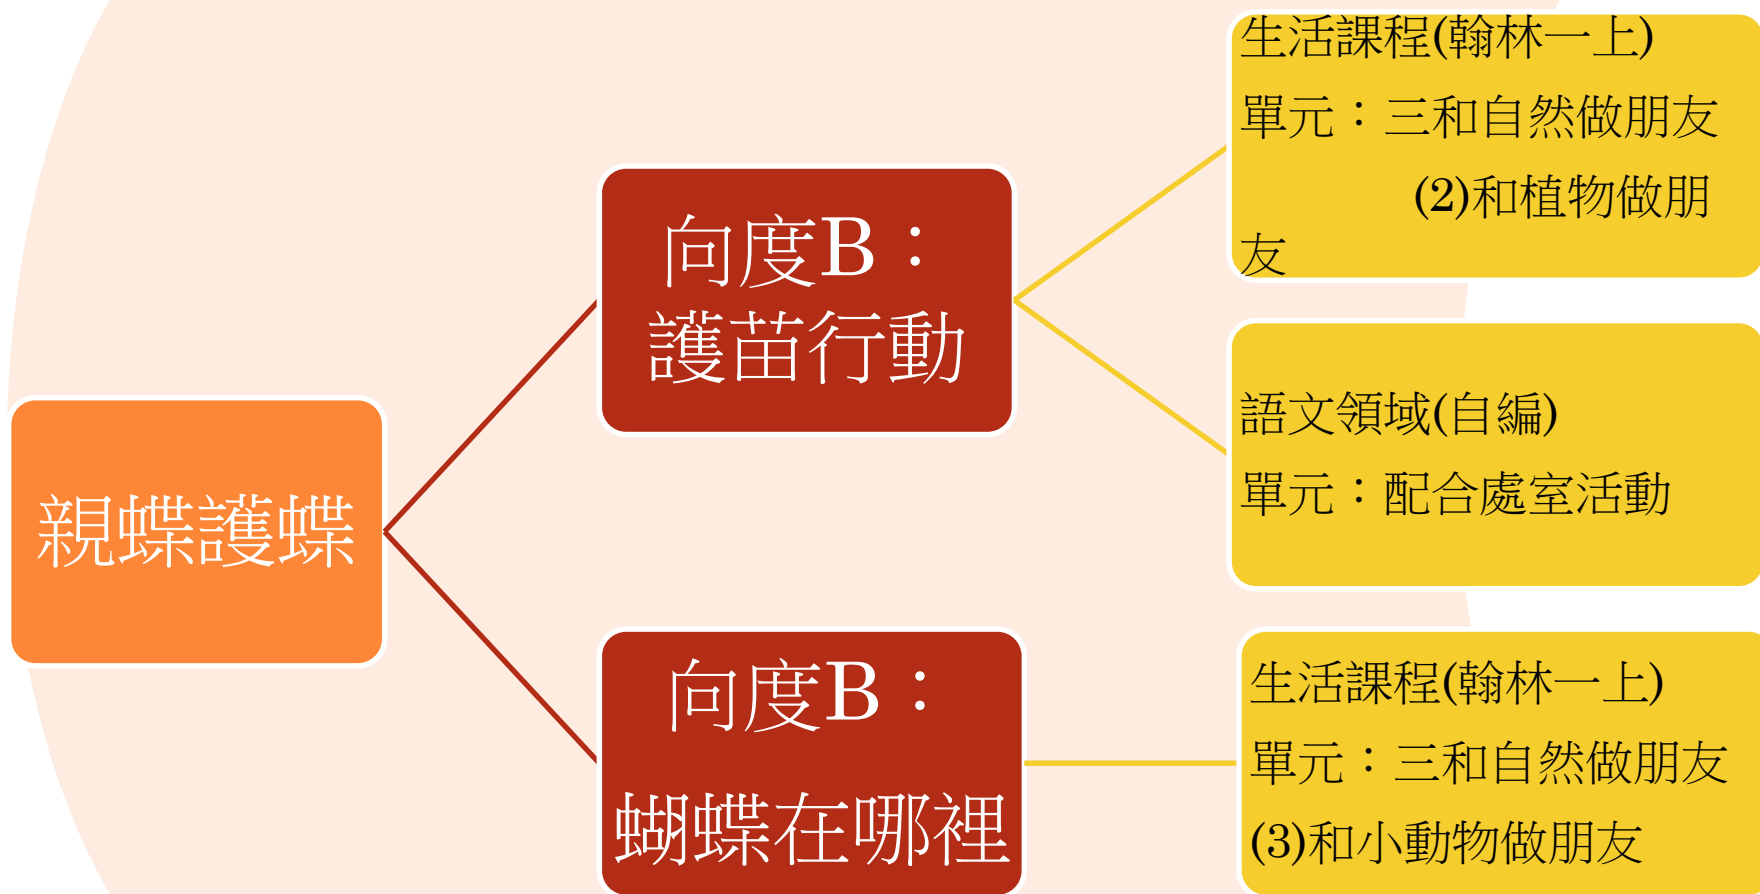 親蝶護蝶
向度B：
護苗行動
生活課程(翰林一上)
單元：三和自然做朋友
(2)和植物做朋
友
語文領域(自編)
單元：配合處室活動
向度B：
蝴蝶在哪裡
生活課程(翰林一上)
單元：三和自然做朋友
(3)和小動物做朋友